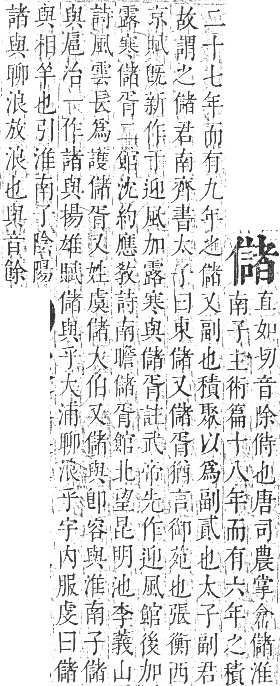 儲
直如切音除偫也唐司農掌倉儲淮
南子主術篇十八年而有六年之積
二十七年而有九年也儲又副也積聚以爲副貳也太子副君
故謂之儲君南齊書太子曰東儲又儲胥猶言御苑也張衡西
京賦旣新作于迎風加露寒與儲胥註武帝先作迎風館後加
露寒儲胥二館沈約應敎詩南瞻儲胥館北望昆明池李義山
詩風雲長爲護儲胥又姓虞儲大伯又儲與卽容與淮南子儲
與扈冶一作諸與揚雄賦儲與乎大浦聊浪乎宇內服虔曰儲
與相羊也引淮南子陰陽
諸與聊浪放浪也與音餘